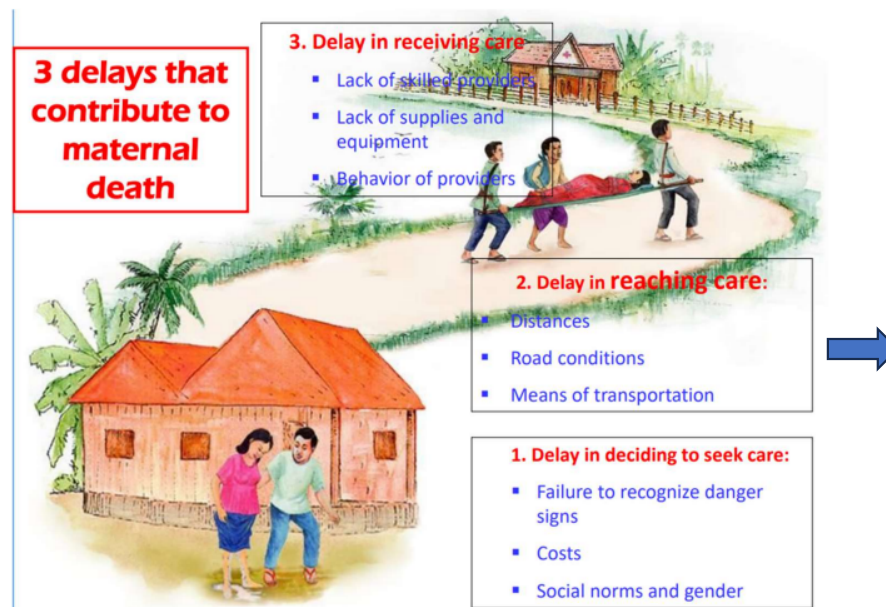 3 delays that
contribute to
maternal
death
3. Delay in receiving care
▪ Lack of skilled providers
▪ Lack of supplies and
equipment
▪ Behavior of providers
2. Delay in reaching care:
▪ Distances
▪ Road conditions
▪ Means of transportation
1. Delay in deciding to seek care:
▪ Failure to recognize danger
signs
▪ Costs
▪ Social norms and gender